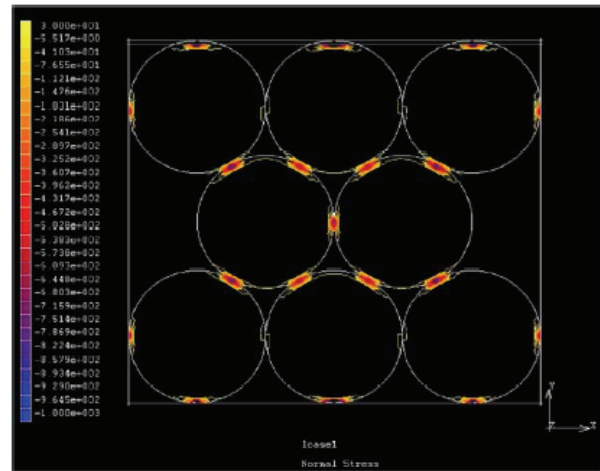 3.000e+001
-5.517e+000
-4.103e+001
-7.655e+001
-1.121e+002
-1.476e+002
-1.831e+002
-2.186e+002
-2.541e+002
-2.897e+002
-3.252e+002
-3.607e+002
-3.962e+002
-4.317e+002
-4.672e+002
-5.028e+002
-5.383e+002
-5.738e+002
-6.093e+002
-6.448e+002
-6.803e+002
-7.159e+002
-7.514e+002
-7.869e+002
-8.224e+002
-8.579e+002
-8.934e+002
-9.290e+002
-9.645e+002
-1.000e+003
Y
Z X
lcase1
Normal Stress